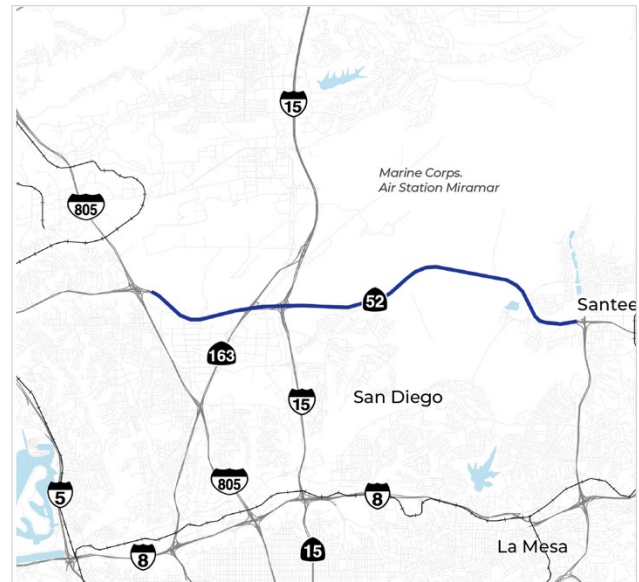 15
Marine Corps.
Air Station Miramar
805
52
Santee
163
15
San Diego
805
8
5
La Mesa
15
8